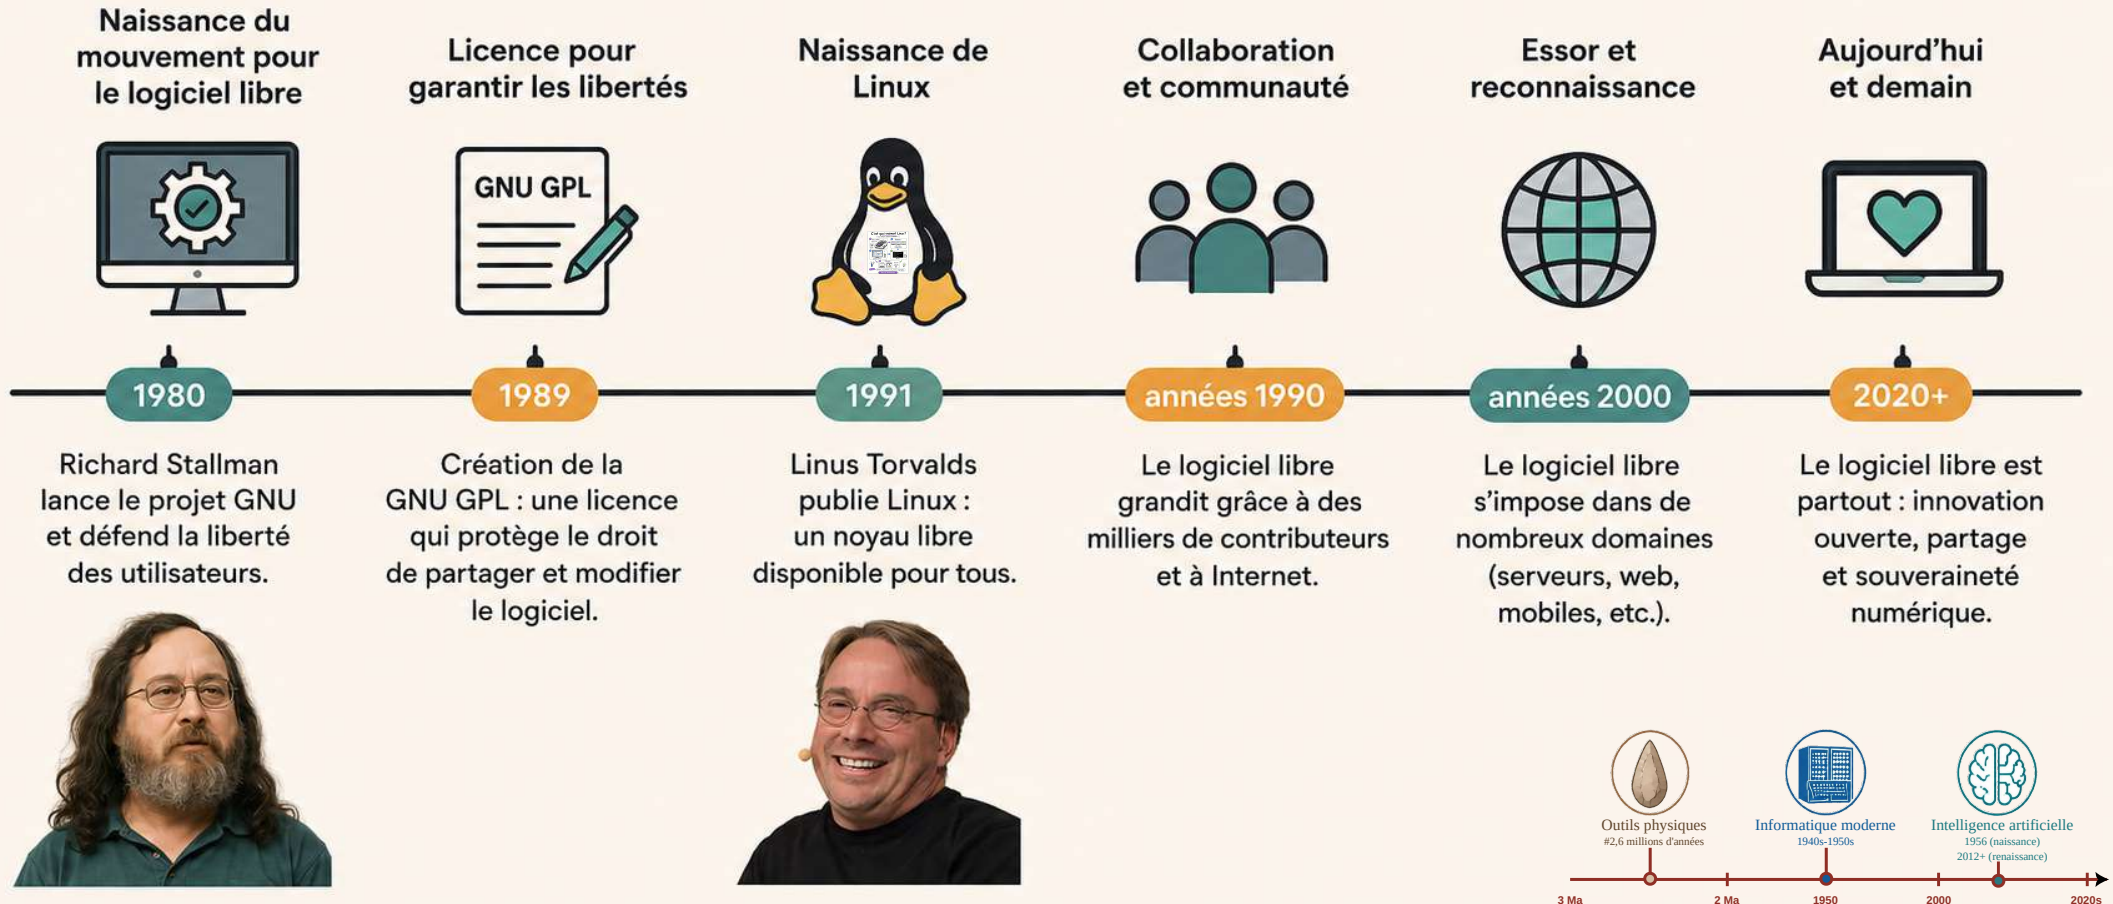 Naissance du
mouvement pour
le logiciel libre
Licence pour
garantir les libertés
Naissance de
Linux
Collaboration
et communauté
Essor et
reconnaissance
Aujourd’hui
et demain
GNU GPL
1980
1989
1991
années 1990
années 2000
2020+
Richard Stallman
lance le projet GNU
et défend la liberté
des utilisateurs.
Création de la
GNU GPL : une licence
qui protège le droit
de partager et modifier
le logiciel.
Linus Torvalds
publie Linux :
un noyau libre
disponible pour tous.
Le logiciel libre
grandit grâce à des
milliers de contributeurs
et à Internet.
Le logiciel libre
s’impose dans de
nombreux domaines
(serveurs, web,
mobiles, etc.).
Le logiciel libre est
partout : innovation
ouverte, partage
et souveraineté
numérique.
Outils physiques
#2,6 millions d'années
Informatique moderne
1940s-1950s
Intelligence artificielle
1956 (naissance)
2012+ (renaissance)
3 Ma
2 Ma
1950
2000
2020s